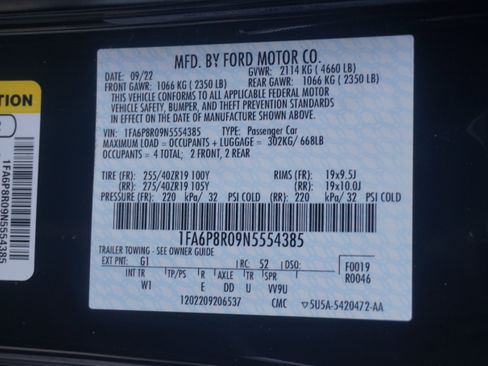 MFD. BY FORD MOTOR CO.
09/22 GVWR: 2114 KG ( 4660 LB)
FRONT GAWR: 1066 KG ( 2350 LB) REAR GAWR: 1066 KG ( 2350 LB)
THIS VEHICLE CONFORMS TO ALL APPLICABLE FEDERAL MOTOR
VEHICLE SAFETY, BUMPER, AND THEFT PREVENTION STANDARDS
IN EFFECT ON THE DATE OF MANUFACTURE SHOWN ABOVE.
VIN: 1FA6P8R09N5554385 TYPE: Passenger Car
MAXIMUM LOAD = OCCUPANTS + LUGGAGE = 302KG/ 668LB
OCCUPANTS = 4 TOTAL; 2 FRONT, 2 REAR
TIRE (FR): 255/40ZR19 100Y RIMS (FR): 19x9.5J
(RR): 275/40ZR19 105Y (RR): 19x10.0J
PRESSURE (FR): 220 kPa/ 32 PSI COLD (RR): 220 kPa/ 32 PSI COLD
1FA6P8R09N5554385
TRAILER TOWING - SEE OWNER GUIDE
EXT PNT: G1 RC: 52 DSO: F0019
INT TR TP/PS R AXLE TR SPR R0046
W1 E DD U VV9U
1202209206537 CMC 5U5A-5420472-AA
TION
2
1FA6P8R09N5554385